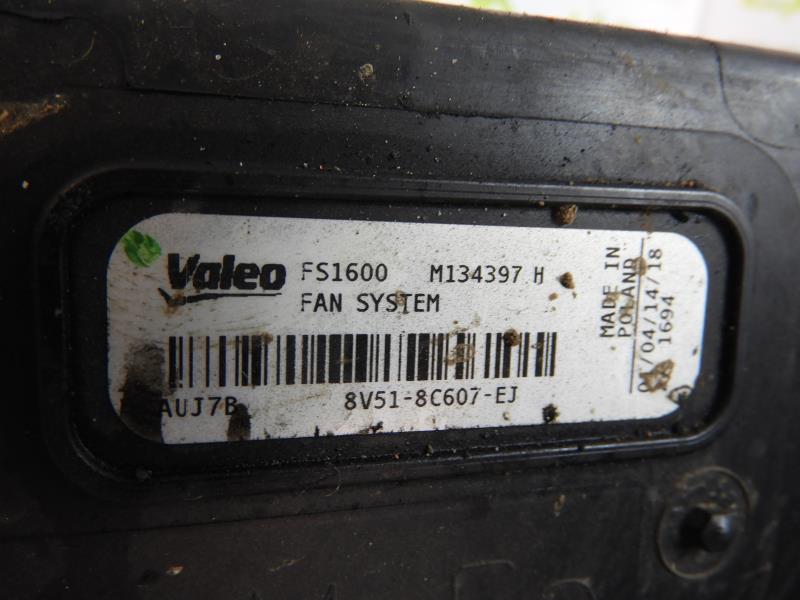 Valeo FS1600 M134397 H
FAN SYSTEM
AUJ7B 8V51-8C607-EJ
MADE IN
POLAND
/04/14/18
1694